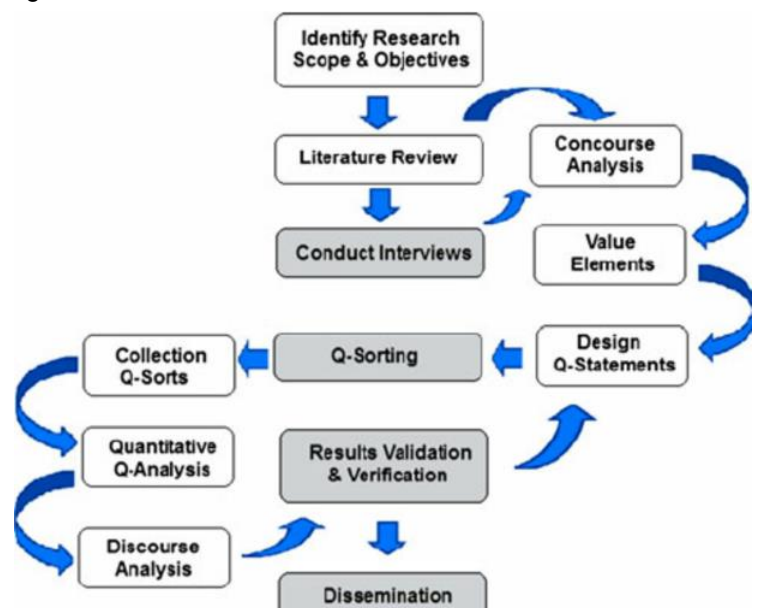 Identify Research
Scope & Objectives
Literature Review
Concourse
Analysis
Conduct Interviews
Value
Elements
Design
Q-Statements
Q-Sorting
Collection
Q-Sorts
Quantitative
Q-Analysis
Results Validation
& Verification
Discourse
Analysis
Dissemination